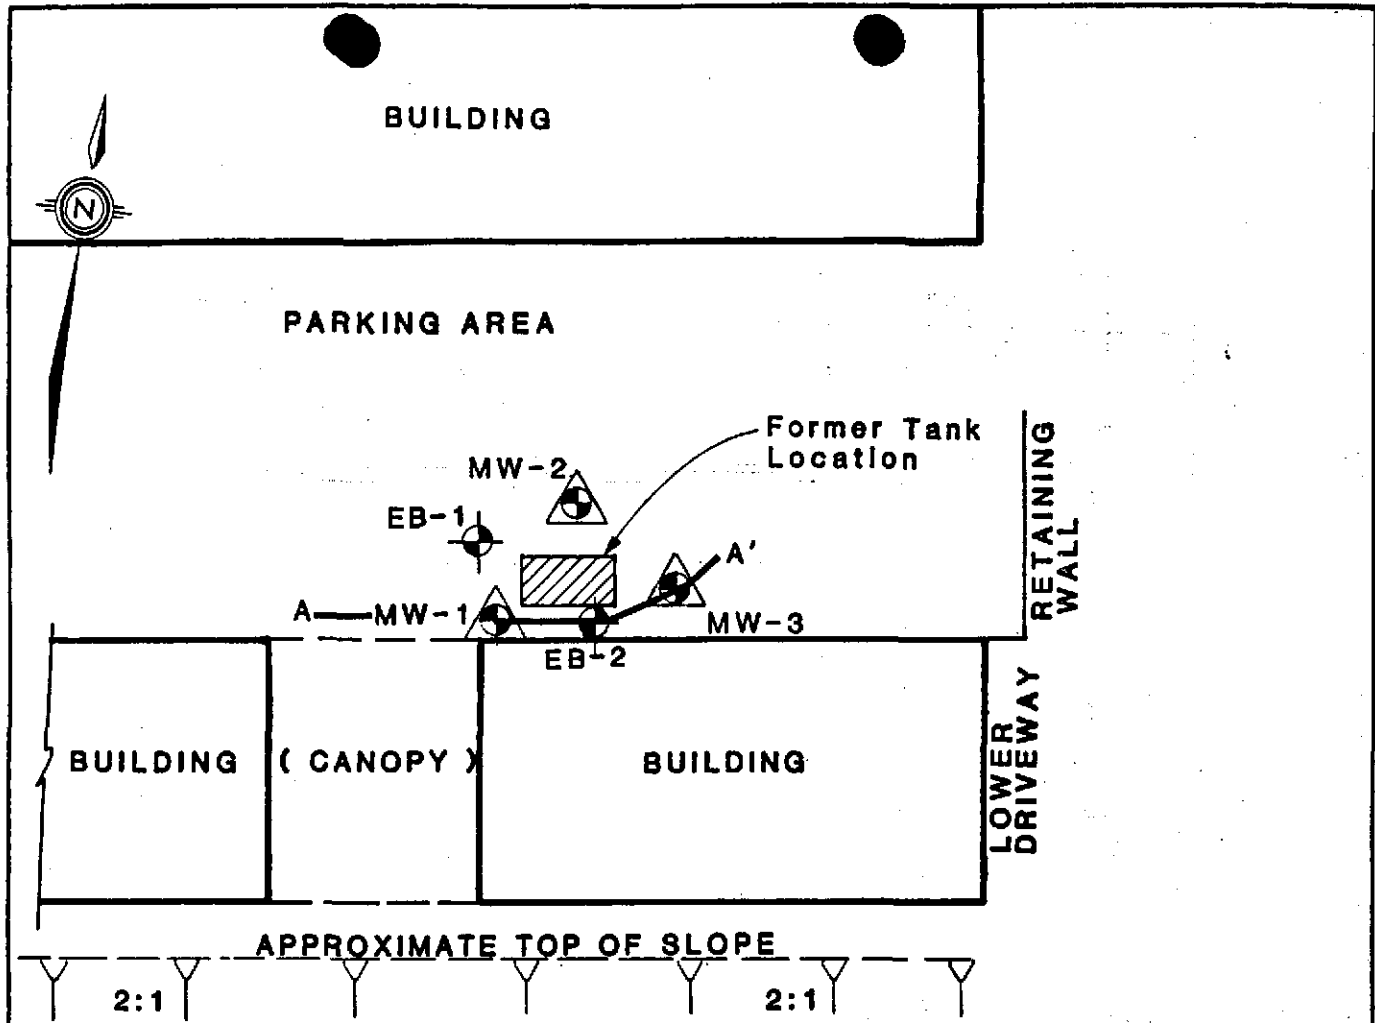 BUILDING
N
PARKING AREA
Former Tank
Location
MW-2
EB-1
A'
A
MW-1
MW-3
EB-2
RETAINING
WALL
BUILDING
( CANOPY )
BUILDING
LOWER
DRIVEWAY
APPROXIMATE TOP OF SLOPE
2:1
2:1